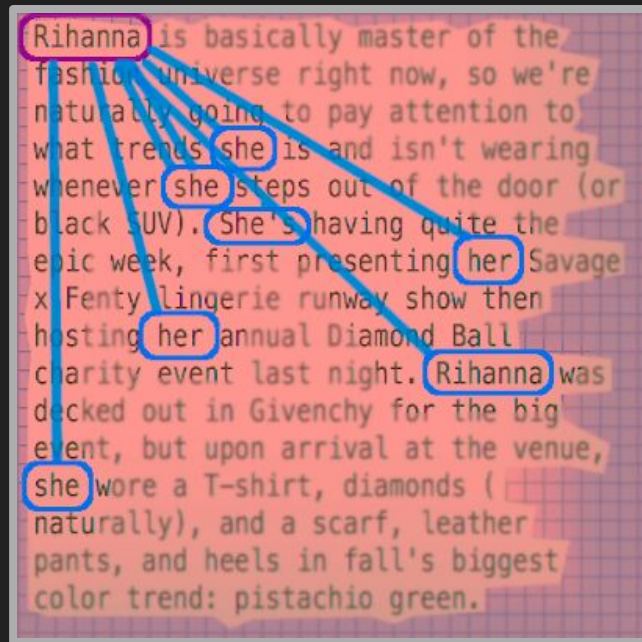 Rihanna is basically master of the
fashion universe right now, so we're
naturally going to pay attention to
what trends she is and isn't wearing
whenever she steps out of the door (or
black SUV). She's having quite the
epic week, first presenting her Savage
x Fenty lingerie runway show then
hosting her annual Diamond Ball
charity event last night. Rihanna was
decked out in Givenchy for the big
event, but upon arrival at the venue,
she wore a T-shirt, diamonds (
naturally), and a scarf, leather
pants, and heels in fall's biggest
color trend: pistachio green.